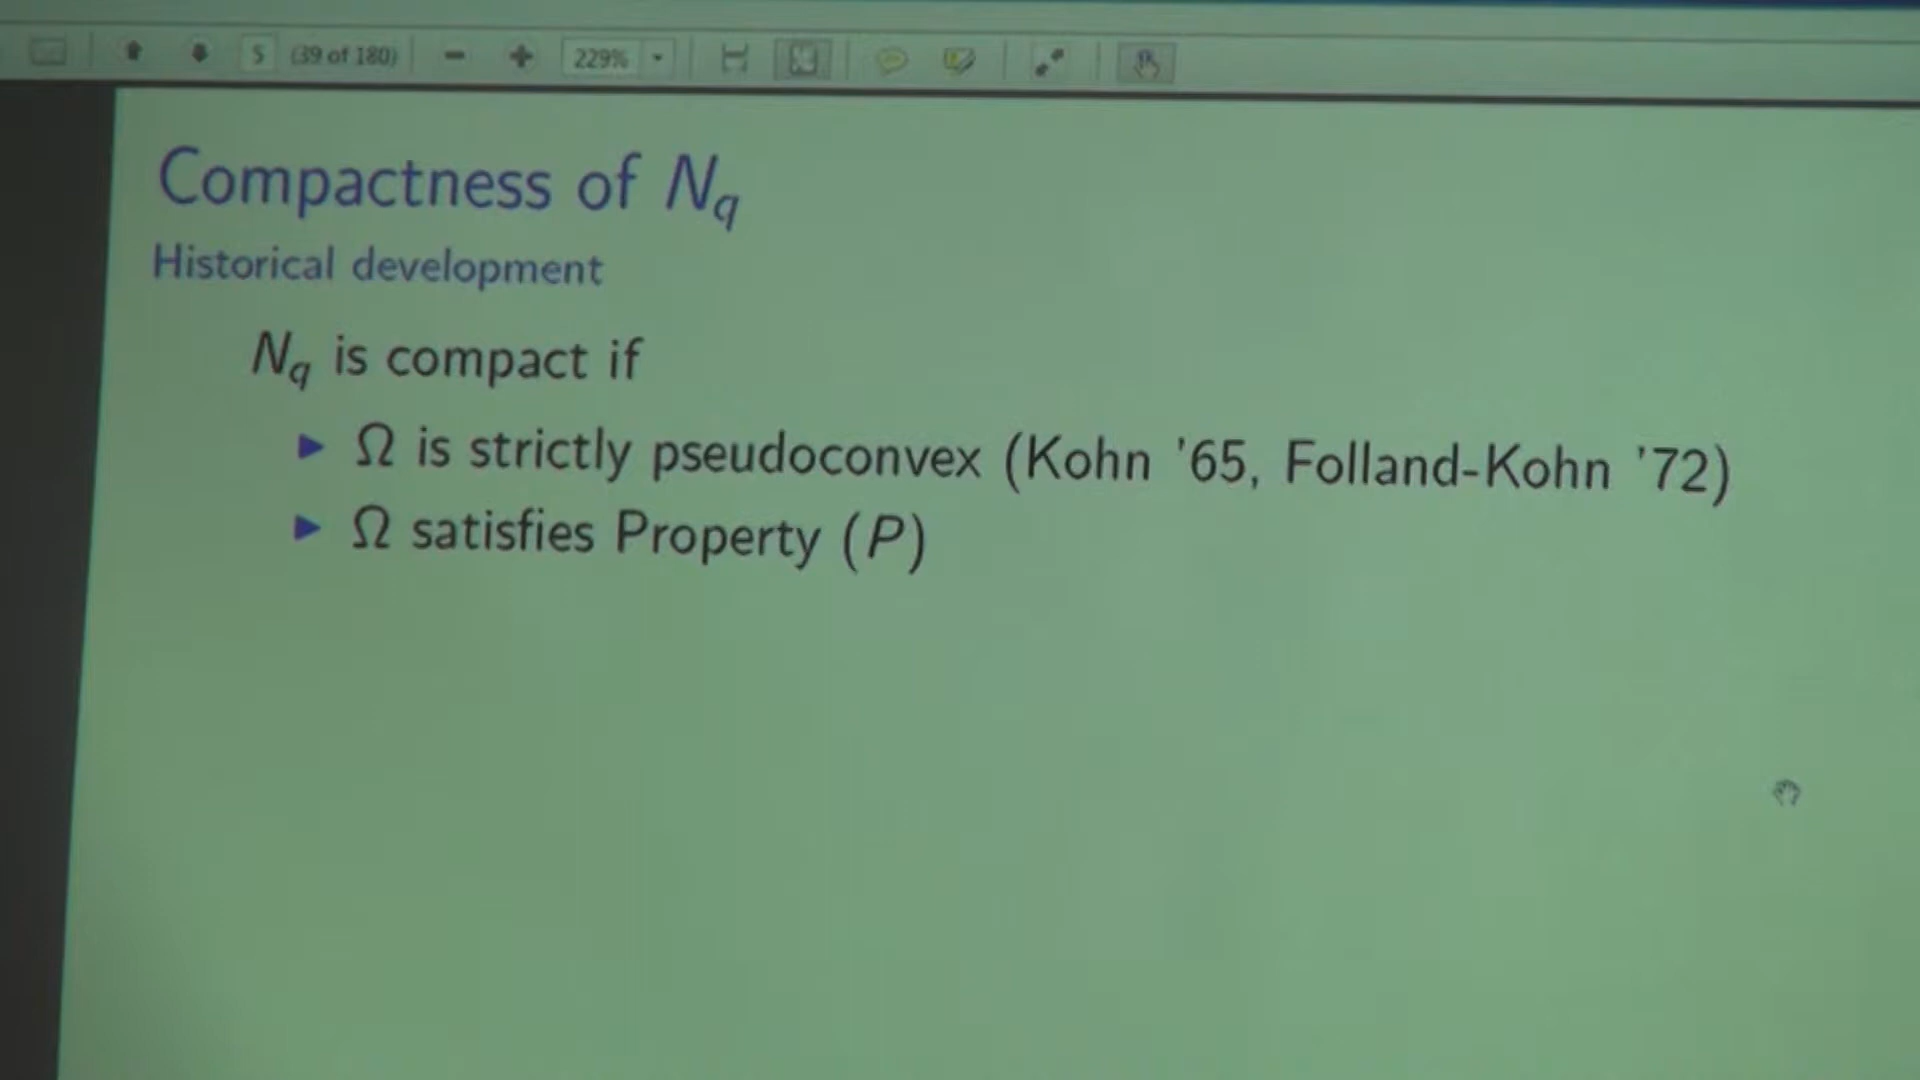 5 (39 of 180) 229%
Compactness of N_q
Historical development
N_q is compact if
▶ Ω is strictly pseudoconvex (Kohn '65, Folland-Kohn '72)
▶ Ω satisfies Property (P)